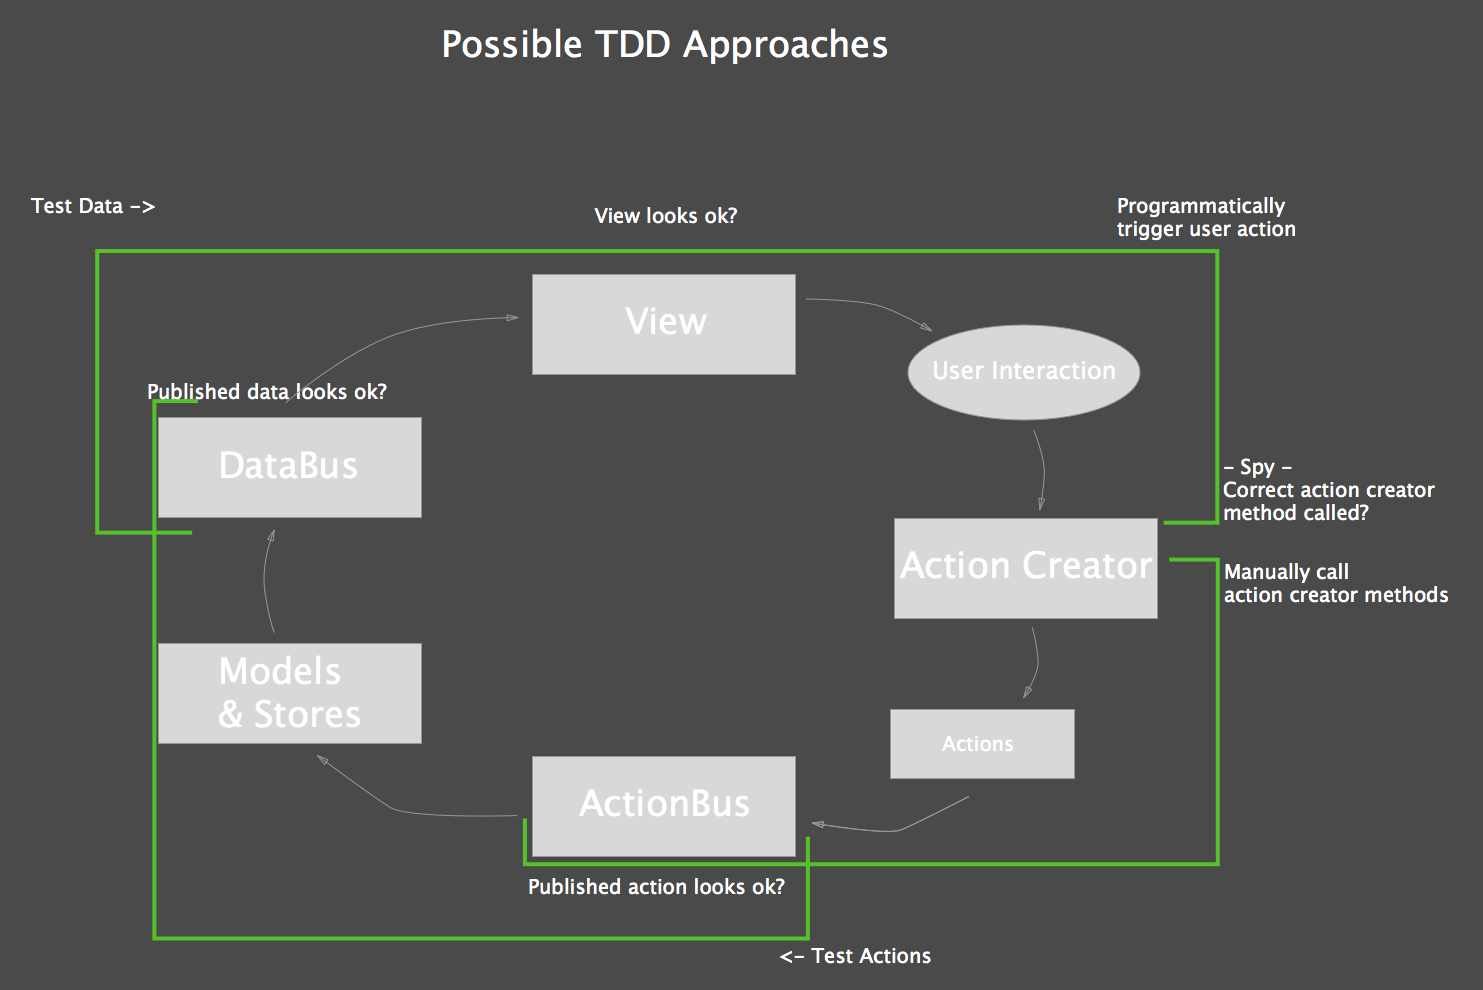 Possible TDD Approaches
Test Data ->
View looks ok?
Programmatically
trigger user action
View
User Interaction
Published data looks ok?
DataBus
- Spy -
Correct action creator
method called?
Action Creator
Manually call
action creator methods
Models
& Stores
Actions
ActionBus
Published action looks ok?
<- Test Actions